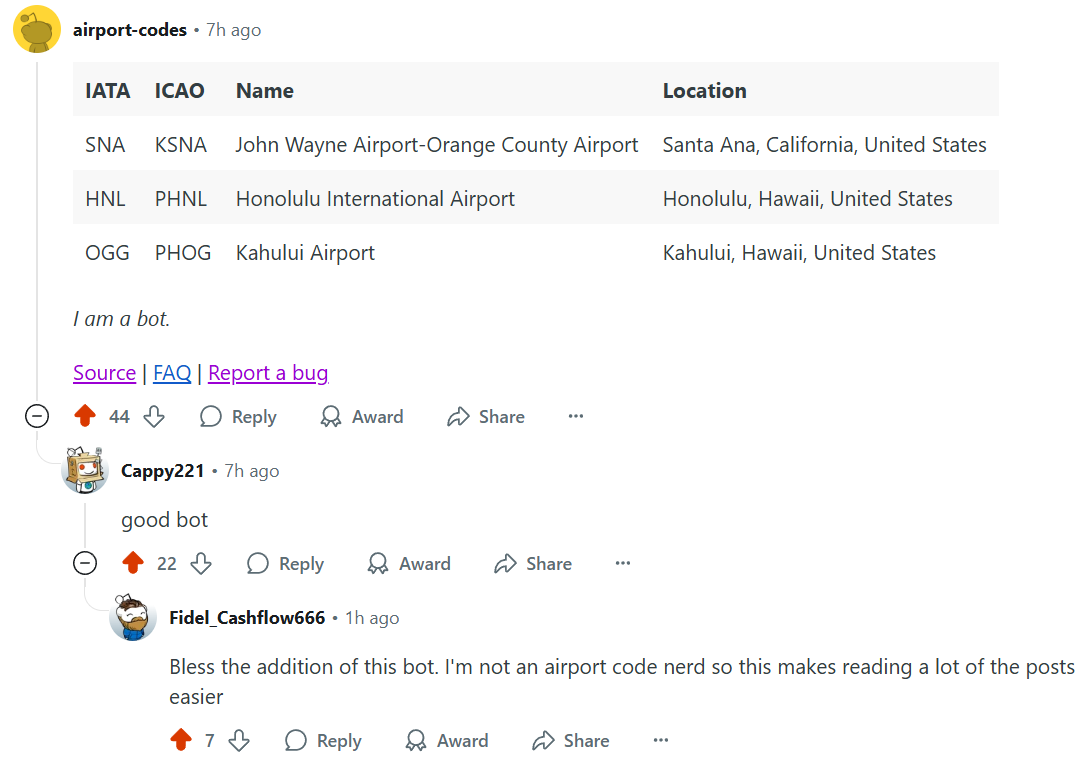 airport-codes • 7h ago
IATA ICAO Name Location
SNA KSNA John Wayne Airport-Orange County Airport Santa Ana, California, United States
HNL PHNL Honolulu International Airport Honolulu, Hawaii, United States
OGG PHOG Kahului Airport Kahului, Hawaii, United States
I am a bot.
Source | FAQ | Report a bug
44 Reply Award Share ...
Cappy221 • 7h ago
good bot
22 Reply Award Share ...
Fidel_Cashflow666 • 1h ago
Bless the addition of this bot. I'm not an airport code nerd so this makes reading a lot of the posts
easier
7 Reply Award Share ...